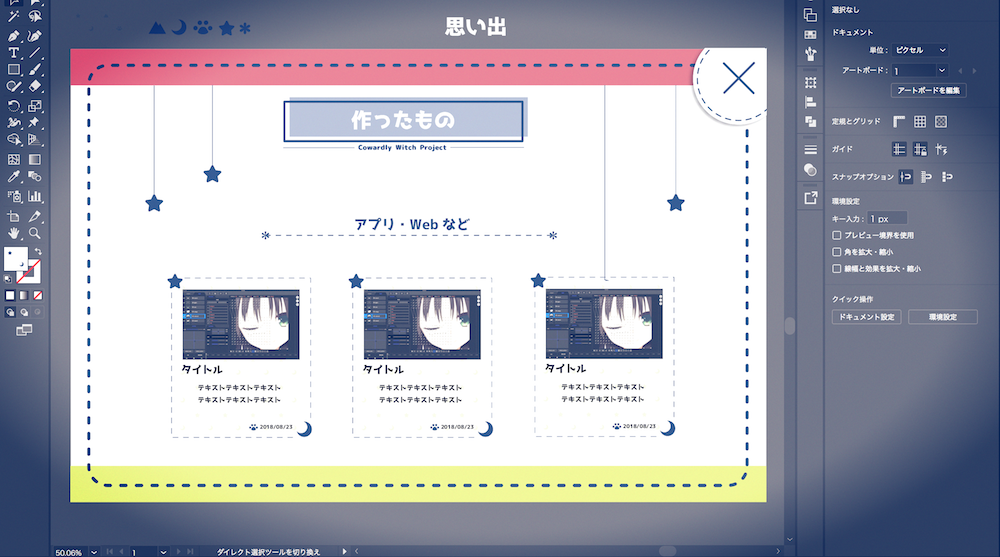 思い出
作ったもの
Cowardly Witch Project
アプリ・Web など
タイトル
テキストテキストテキスト
テキストテキストテキスト
2018/08/23
タイトル
テキストテキストテキスト
テキストテキストテキスト
2018/08/23
タイトル
テキストテキストテキスト
テキストテキストテキスト
2018/08/23
選択なし
ドキュメント
単位： ピクセル
アートボード： 1
アートボードを編集
定規とグリッド
ガイド
スナップオプション
環境設定
キー入力： 1 px
プレビュー境界を使用
角を拡大・縮小
線幅と効果を拡大・縮小
クイック操作
ドキュメント設定
環境設定
50.06% 1 ダイレクト選択ツールを切り換え